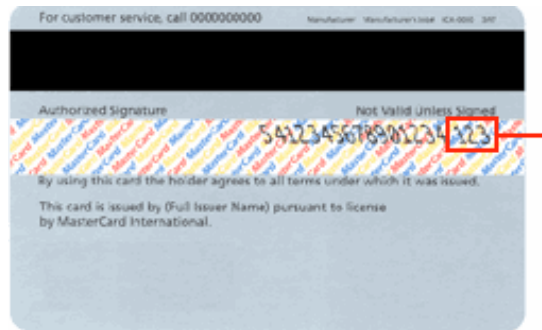 For customer service, call 0000000000
Authorized Signature
Not Valid Unless Signed
5412345678901234 123
By using this card the holder agrees to all terms under which it was issued.
This card is issued by (Full Issuer Name) pursuant to license
by MasterCard International.